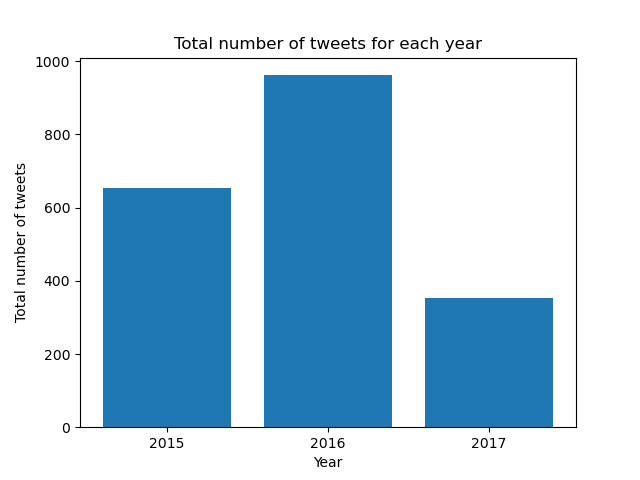 Total number of tweets for each year
Total number of tweets
1000
800
600
400
200
0
2015 2016 2017
Year